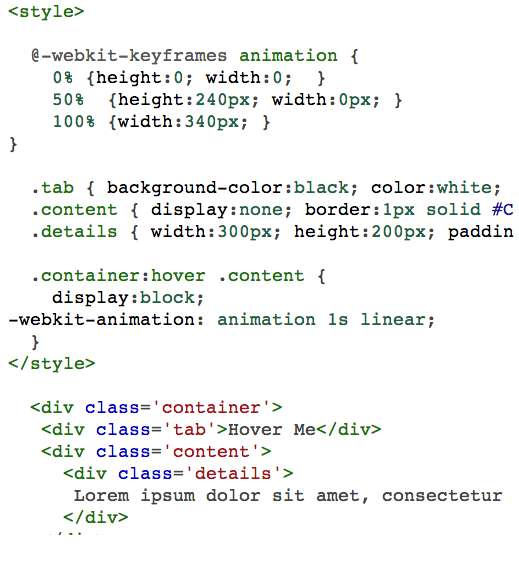 <style>
@-webkit-keyframes animation {
0% {height:0; width:0;  }
50%  {height:240px; width:0px; }
100% {width:340px; }
}
.tab { background-color:black; color:white;
.content { display:none; border:1px solid #C
.details { width:300px; height:200px; paddin
.container:hover .content {
display:block;
-webkit-animation: animation 1s linear;
}
</style>
<div class='container'>
<div class='tab'>Hover Me</div>
<div class='content'>
<div class='details'>
Lorem ipsum dolor sit amet, consectetur
</div>